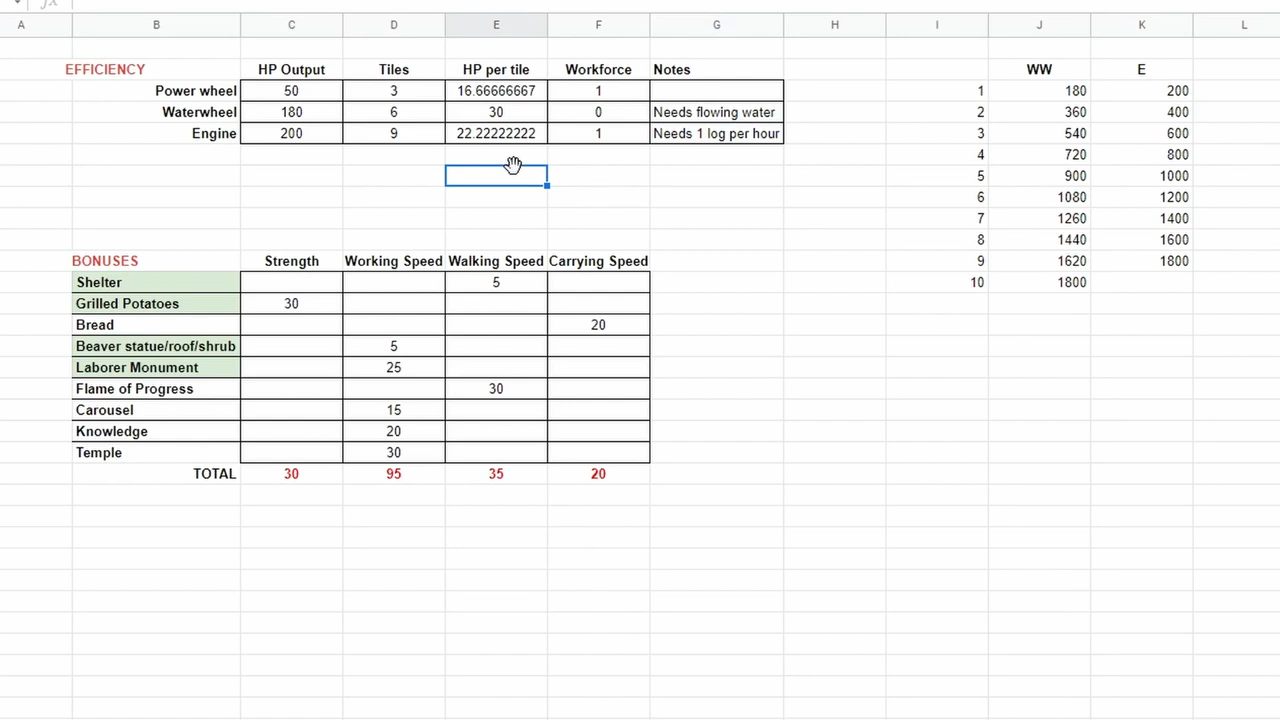 A B C D E F G H I J K L
EFFICIENCY HP Output Tiles HP per tile Workforce Notes WW E
Power wheel 50 3 16.66666667 1 1 180 200
Waterwheel 180 6 30 0 Needs flowing water 2 360 400
Engine 200 9 22.22222222 1 Needs 1 log per hour 3 540 600
4 720 800
5 900 1000
6 1080 1200
7 1260 1400
8 1440 1600
BONUSES Strength Working Speed Walking Speed Carrying Speed 9 1620 1800
Shelter 5 10 1800
Grilled Potatoes 30
Bread 20
Beaver statue/roof/shrub 5
Laborer Monument 25
Flame of Progress 30
Carousel 15
Knowledge 20
Temple 30
TOTAL 30 95 35 20